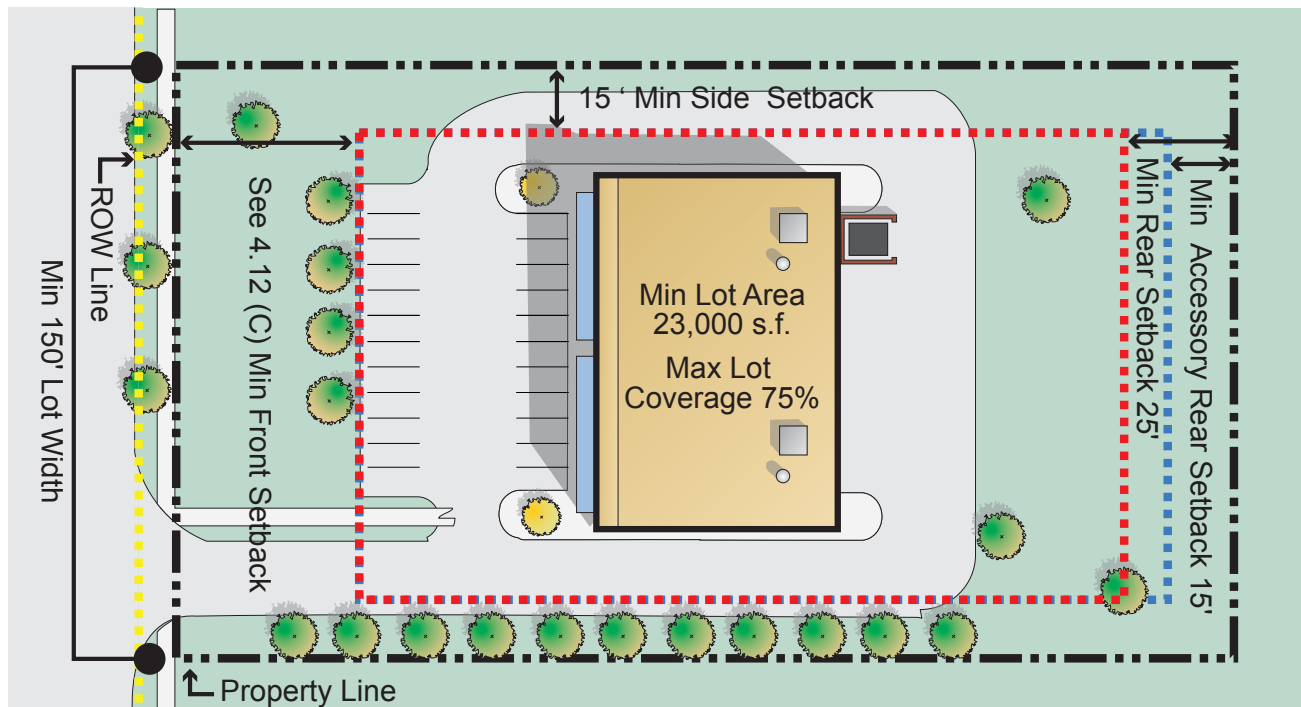 15 ‘ Min Side Setback
ROW Line
Min 150' Lot Width
See 4.12 (C) Min Front Setback
Min Lot Area
23,000 s.f.
Max Lot
Coverage 75%
Min Rear Setback 25'
Min Accessory Rear Setback 15'
Property Line